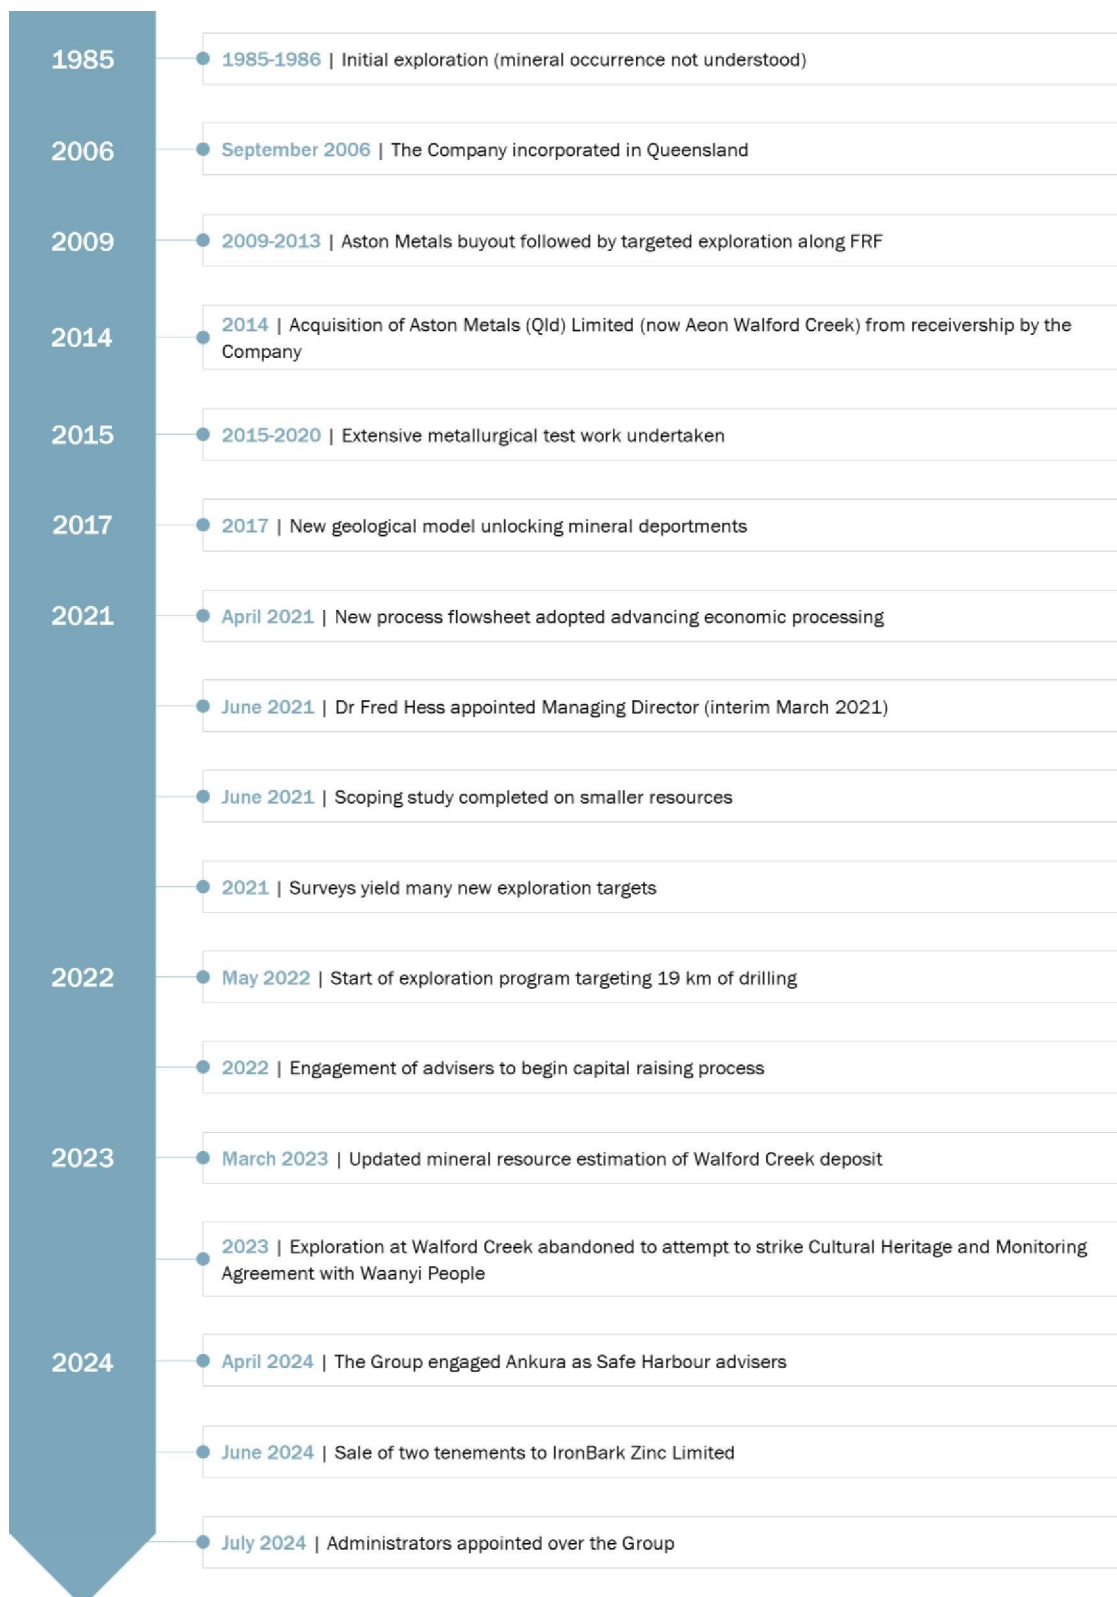 1985
1985-1986 | Initial exploration (mineral occurrence not understood)
2006
September 2006 | The Company incorporated in Queensland
2009
2009-2013 | Aston Metals buyout followed by targeted exploration along FRF
2014
2014 | Acquisition of Aston Metals (Qld) Limited (now Aeon Walford Creek) from receivership by the
Company
2015
2015-2020 | Extensive metallurgical test work undertaken
2017
2017 | New geological model unlocking mineral deportments
2021
April 2021 | New process flowsheet adopted advancing economic processing
June 2021 | Dr Fred Hess appointed Managing Director (interim March 2021)
June 2021 | Scoping study completed on smaller resources
2021 | Surveys yield many new exploration targets
2022
May 2022 | Start of exploration program targeting 19 km of drilling
2022 | Engagement of advisers to begin capital raising process
2023
March 2023 | Updated mineral resource estimation of Walford Creek deposit
2023 | Exploration at Walford Creek abandoned to attempt to strike Cultural Heritage and Monitoring
Agreement with Waanyi People
2024
April 2024 | The Group engaged Ankura as Safe Harbour advisers
June 2024 | Sale of two tenements to IronBark Zinc Limited
July 2024 | Administrators appointed over the Group